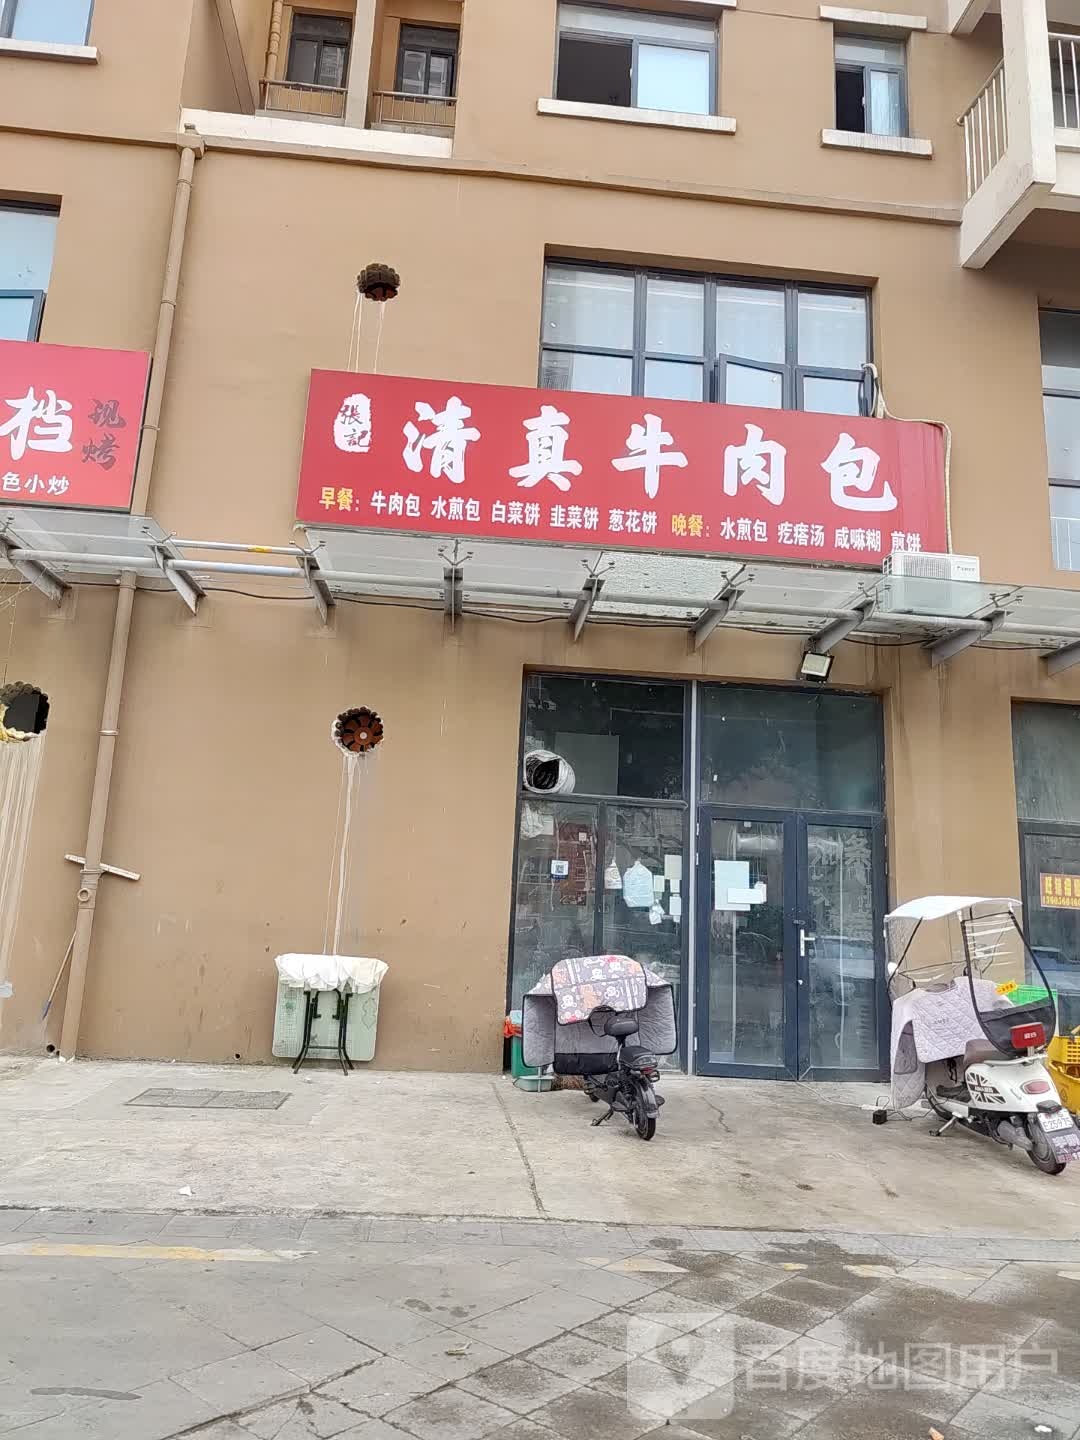 档 现烤
色小炒
張記 清真牛肉包
早餐：牛肉包 水煎包 白菜饼 韭菜饼 葱花饼 晚餐：水煎包 疙瘩汤 咸嘛糊 煎饼
百度地图用户